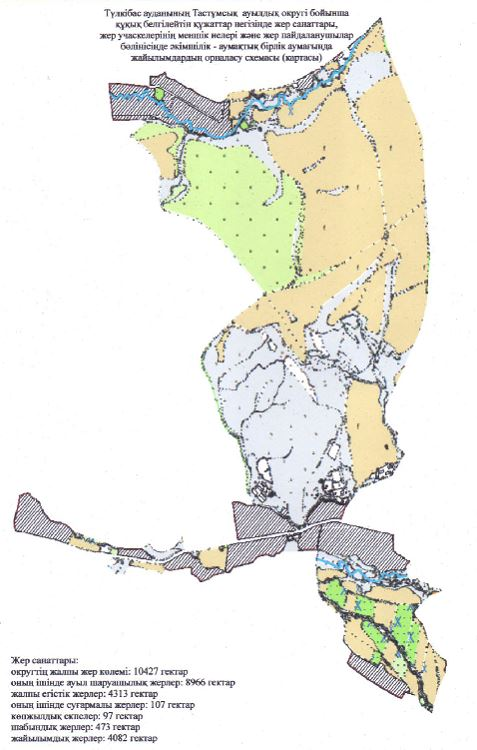 Түлкібас ауданының Тастұмсық ауылдық округі бойынша
құқық белгілейтін құжаттар негізінде жер санаттары,
жер учаскелерінің меншік иелері және жер пайдаланушылар
бөлінісінде әкімшілік - аумақтық бірлік аумағында
жайылымдардың орналасу схемасы (картасы)
Жер санаттары:
округтің жалпы жер көлемі: 10427 гектар
оның ішінде ауыл шаруашылық жерлер: 8966 гектар
жалпы егістік жерлер: 4313 гектар
оның ішінде суғармалы жерлер: 107 гектар
көпжылдық екпелер: 97 гектар
шабындық жерлер: 473 гектар
жайылымдық жерлер: 4082 гектар